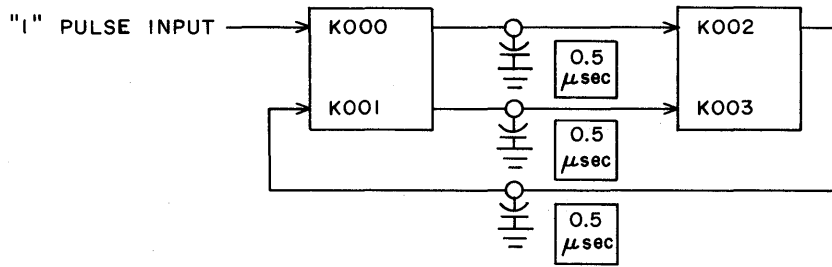 "1" PULSE INPUT
K000
K001
0.5
μsec
0.5
μsec
0.5
μsec
K002
K003